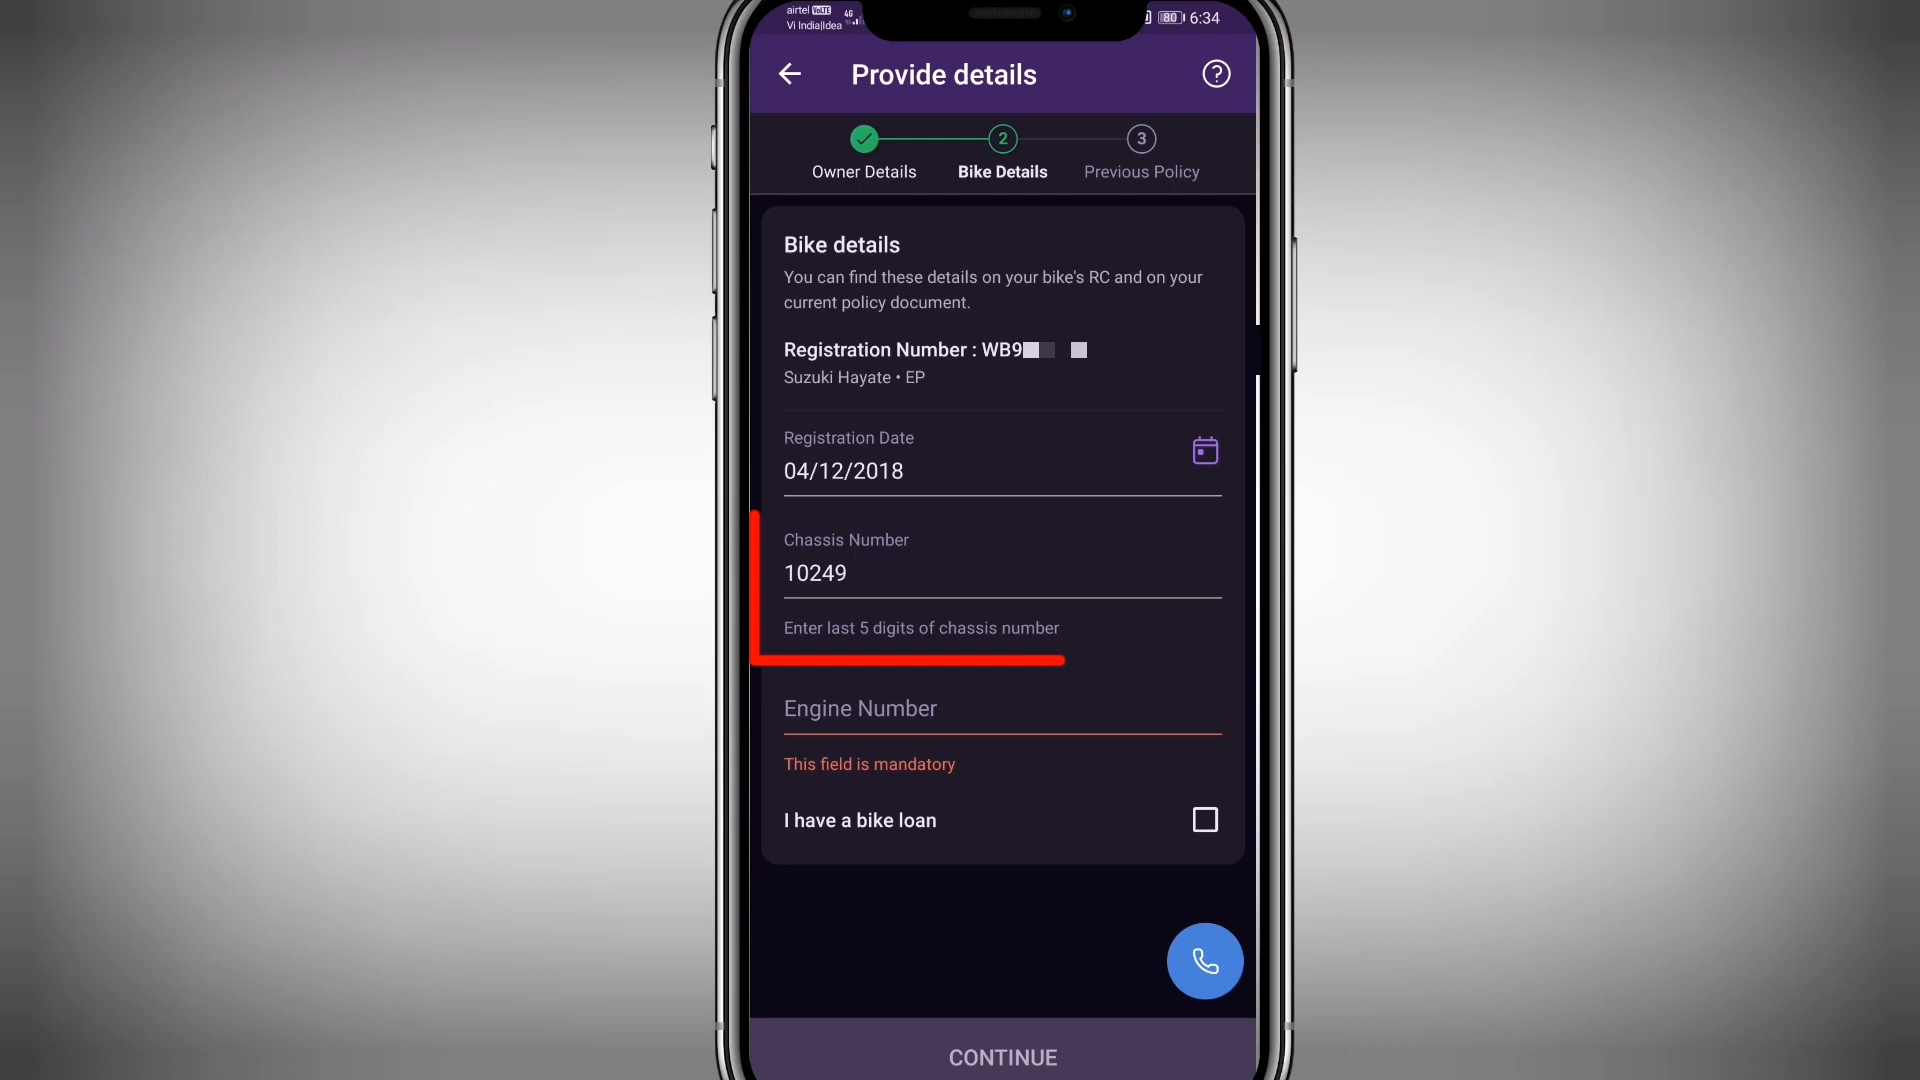 airtel VoLTE 4G
Vi India|Idea
80 6:34
Provide details
?
2
3
Owner Details
Bike Details
Previous Policy
Bike details
You can find these details on your bike's RC and on your
current policy document.
Registration Number : WB9
Suzuki Hayate • EP
Registration Date
04/12/2018
Chassis Number
10249
Enter last 5 digits of chassis number
Engine Number
This field is mandatory
I have a bike loan
CONTINUE